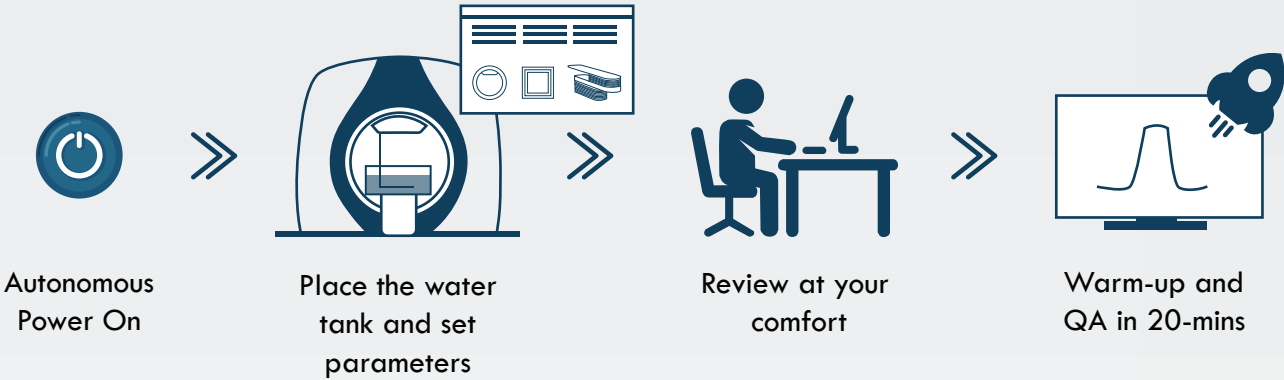 Autonomous
Power On
Place the water
tank and set
parameters
Review at your
comfort
Warm-up and
QA in 20-mins